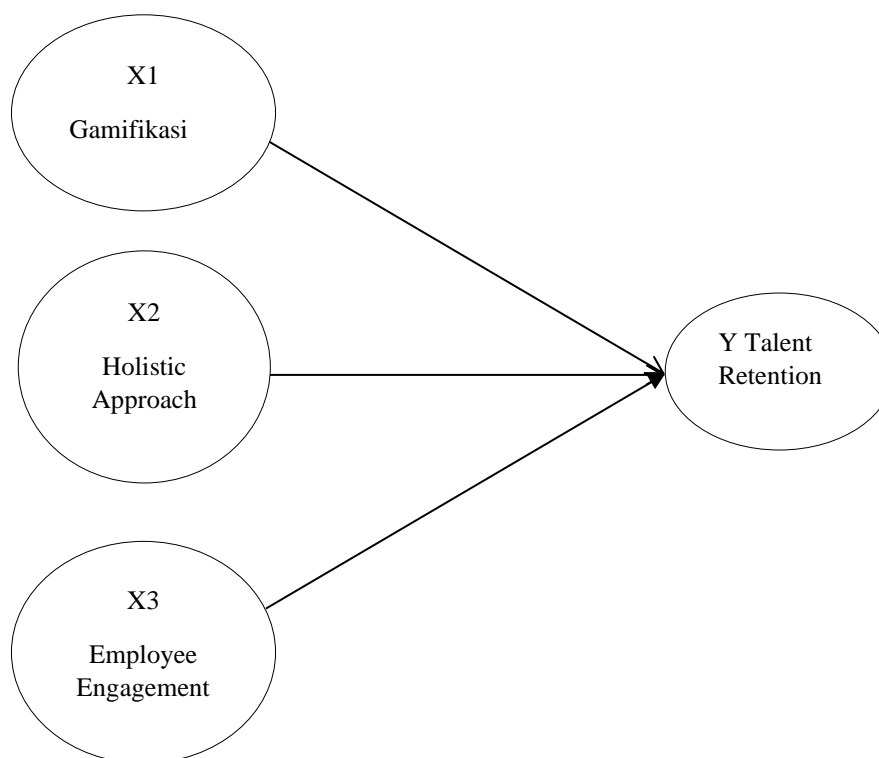 X1
Gamifikasi
X2
Holistic
Approach
Y Talent
Retention
X3
Employee
Engagement